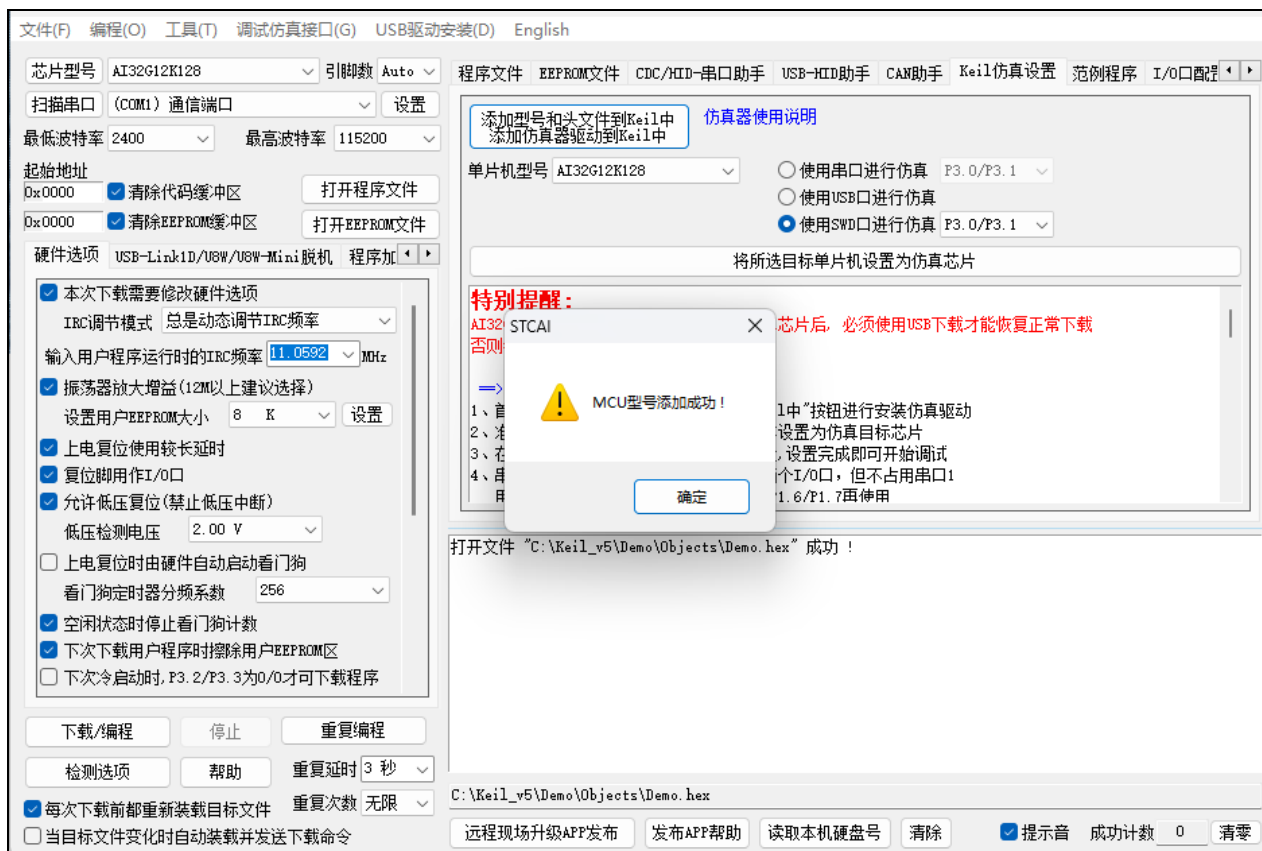 文件(F) 编程(O) 工具(T) 调试仿真接口(G) USB驱动安装(D) English
芯片型号 AI32G12K128 引脚数 Auto
扫描串口 (COM1) 通信端口 设置
最低波特率 2400 最高波特率 115200
起始地址
0x0000 清除代码缓冲区 打开程序文件
0x0000 清除EEPROM缓冲区 打开EEPROM文件
硬件选项 USB-Link1D/U8W/U8W-Mini脱机 程序加
本次下载需要修改硬件选项
IRC调节模式 总是动态调节IRC频率
输入用户程序运行时的IRC频率 11.0592 MHz
振荡器放大增益(12M以上建议选择)
设置用户EEPROM大小 8 K 设置
上电复位使用较长延时
复位脚用作I/O口
允许低压复位(禁止低压中断)
低压检测电压 2.00 V
上电复位时由硬件自动启动看门狗
看门狗定时器分频系数 256
空闲状态时停止看门狗计数
下次下载用户程序时擦除用户EEPROM区
下次冷启动时,P3.2/P3.3为0/0才可下载程序
下载/编程 停止 重复编程
检测选项 帮助 重复延时 3 秒
每次下载前都重新装载目标文件 重复次数 无限
当目标文件变化时自动装载并发送下载命令
程序文件 EEPROM文件 CDC/HID-串口助手 USB-HID助手 CAN助手 Keil仿真设置 范例程序 I/O口配
添加型号和头文件到Keil中
添加仿真器驱动到Keil中
仿真器使用说明
单片机型号 AI32G12K128
使用串口进行仿真 P3.0/P3.1
使用USB口进行仿真
使用SWD口进行仿真 P3.0/P3.1
将所选目标单片机设置为仿真芯片
特别提醒:
AI32 芯片后, 必须使用USB下载才能恢复正常下载
否则
==>
1、首 l中"按钮进行安装仿真驱动
2、准 设置为仿真目标芯片
3、在 ,设置完成即可开始调试
4、串 个I/O口，但不占用串口1
用 1.6/P1.7再使用
STCAI
MCU型号添加成功!
确定
打开文件 "C:\Keil_v5\Demo\Objects\Demo.hex" 成功 !
C:\Keil_v5\Demo\Objects\Demo.hex
远程现场升级APP发布 发布APP帮助 读取本机硬盘号 清除 提示音 成功计数 0 清零